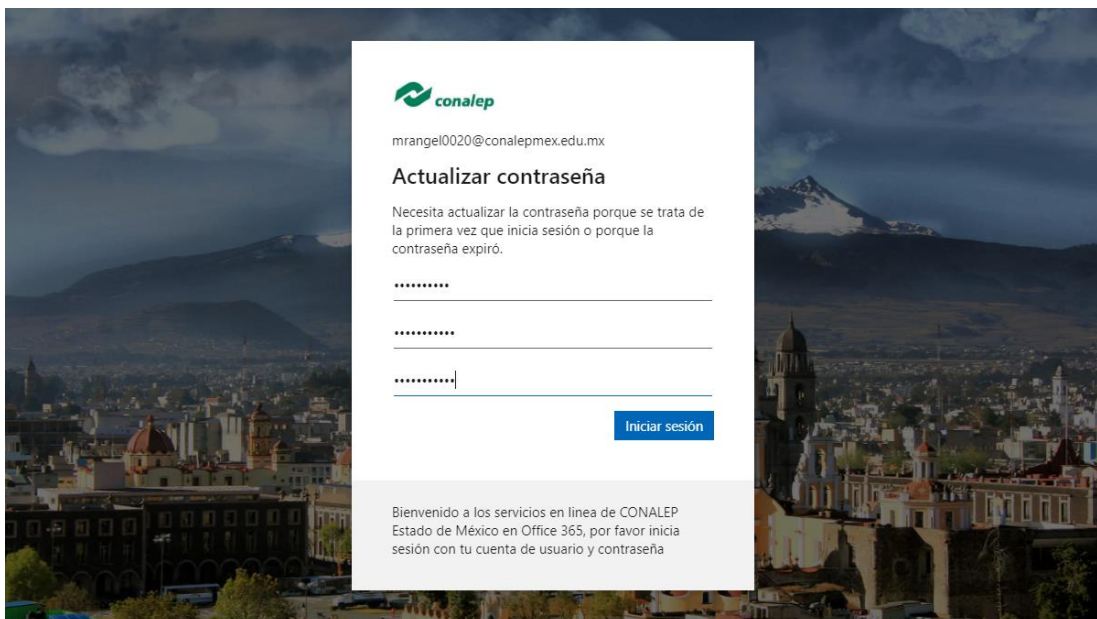 conalep
mrangel0020@conalepmex.edu.mx
Actualizar contraseña
Necesita actualizar la contraseña porque se trata de
la primera vez que inicia sesión o porque la
contraseña expiró.
••••••••••
•••••••••••
•••••••••••
Iniciar sesión
Bienvenido a los servicios en linea de CONALEP
Estado de México en Office 365, por favor inicia
sesión con tu cuenta de usuario y contraseña